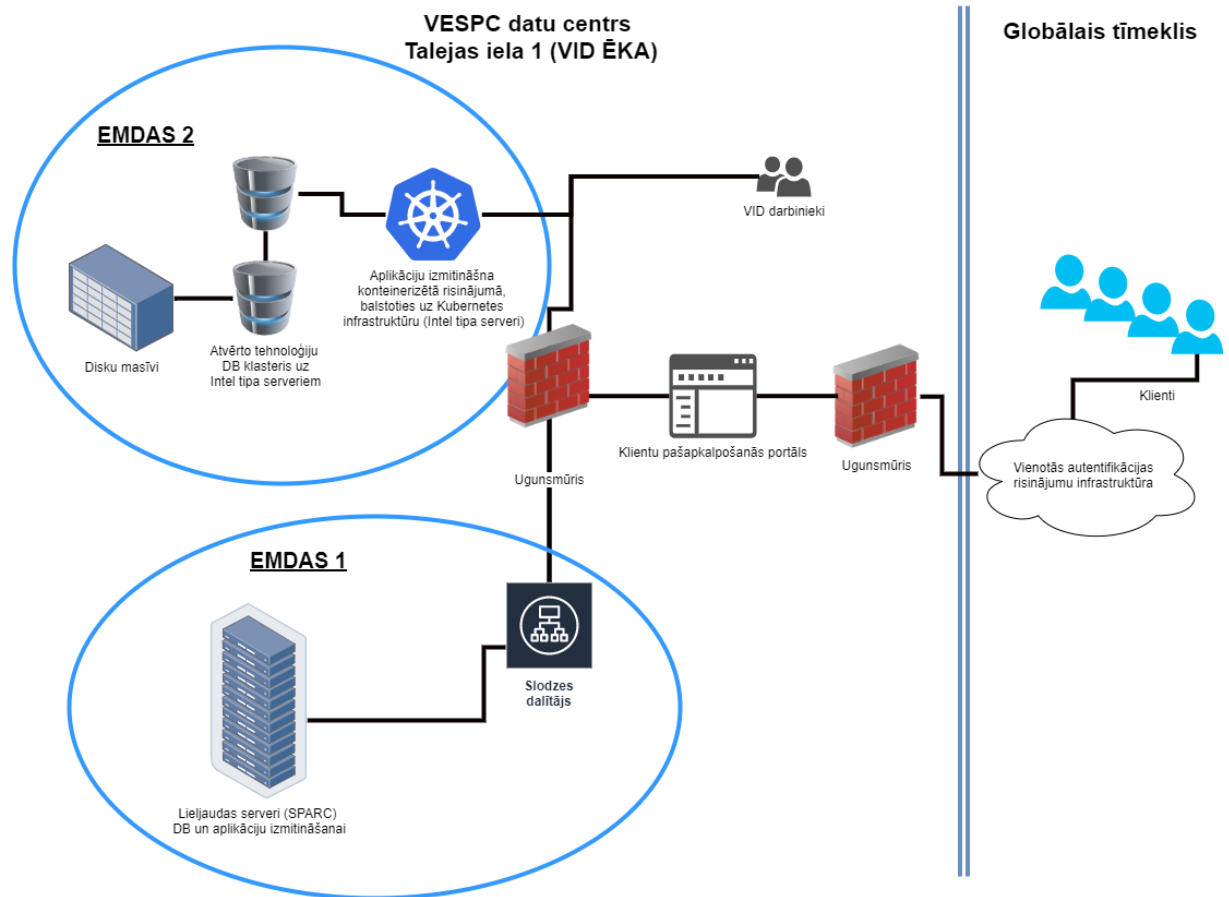 VESPC datu centrs
Talejas iela 1 (VID ĒKA)
Globālais tīmeklis
EMDAS 2
VID darbinieki
Aplikāciju izmitināšna
konteinerizētā risinājumā,
balstoties uz Kubernetes
infrastruktūru (Intel tipa serveri)
Disku masīvi
Atvērto tehnoloģiju
DB klasteris uz
Intel tipa serveriem
Klienti
Klientu pašapkalpošanās portāls
Ugunsmūris
Ugunsmūris
Vienotās autentifikācijas
risinājumu infrastruktūra
EMDAS 1
Slodzes
dalītājs
Lieljaudas serveri (SPARC)
DB un aplikāciju izmitināšanai